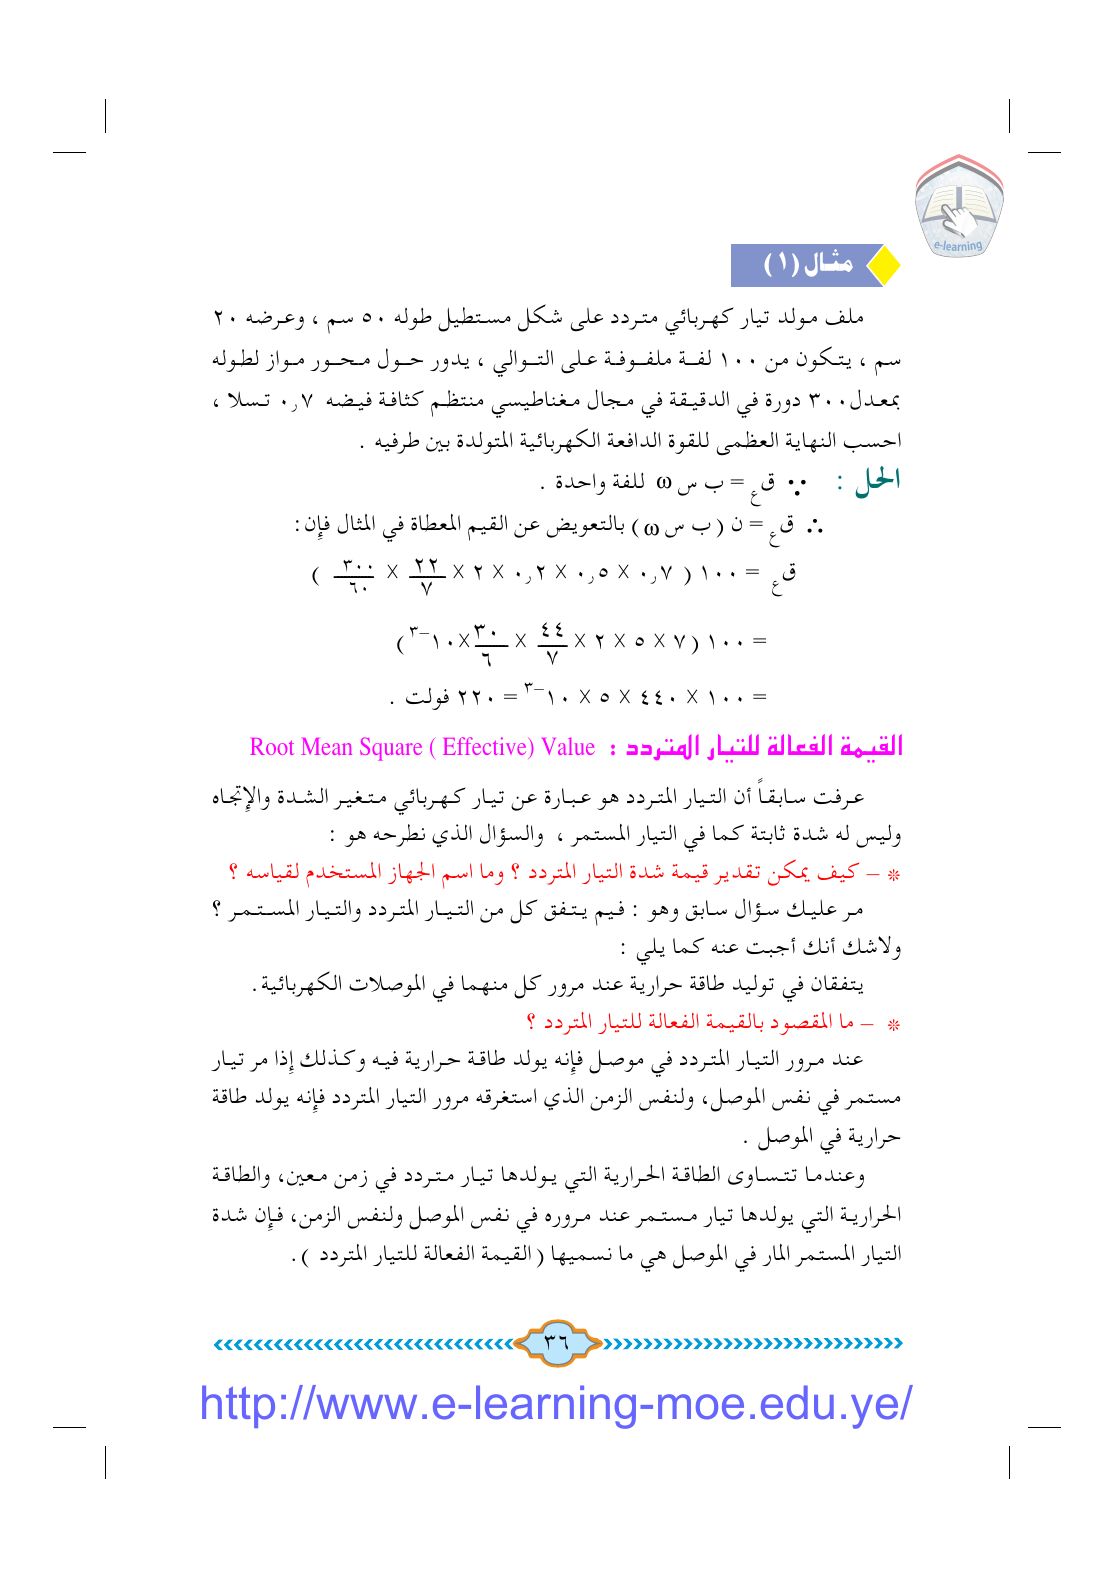 e-learning
مثال (١)
ملف مولد تيار كهربائي متردد على شكل مستطيل طوله ٥٠ سم ، وعرضه ٢٠
سم ، يتكون من ١٠٠ لفة ملفوفة على التوالي ، يدور حول محور مواز لطوله
بمعدل٣٠٠ دورة في الدقيقة في مجال مغناطيسي منتظم كثافة فيضه ٠٫٧ تسلا ،
احسب النهاية العظمى للقوة الدافعة الكهربائية المتولدة بين طرفيه .
الحل : ∵ قع = ب س ω للفة واحدة .
∴ قع = ن ( ب س ω ) بالتعويض عن القيم المعطاة في المثال فإن:
قع = ١٠٠ ( ٠٫٧ × ٠٫٥ × ٠٫٢ × ٢ × ٢٢/٧ × ٣٠٠/٦٠ )
= ١٠٠ ( ٧ × ٥ × ٢ × ٤٤/٧ × ٣٠/٦ × ١٠−٣ )
= ١٠٠ × ٤٤٠ × ٥ × ١٠−٣ = ٢٢٠ فولت .
القيمة الفعالة للتيار المتردد : Root Mean Square ( Effective) Value
عرفت سابقاً أن التيار المتردد هو عبارة عن تيار كهربائي متغير الشدة والإتجاه
وليس له شدة ثابتة كما في التيار المستمر ، والسؤال الذي نطرحه هو :
* – كيف يمكن تقدير قيمة شدة التيار المتردد ؟ وما اسم الجهاز المستخدم لقياسه ؟
مر عليك سؤال سابق وهو : فيم يتفق كل من التيار المتردد والتيار المستمر ؟
ولاشك أنك أجبت عنه كما يلي :
يتفقان في توليد طاقة حرارية عند مرور كل منهما في الموصلات الكهربائية.
* – ما المقصود بالقيمة الفعالة للتيار المتردد ؟
عند مرور التيار المتردد في موصل فإنه يولد طاقة حرارية فيه وكذلك إذا مر تيار
مستمر في نفس الموصل، ولنفس الزمن الذي استغرقه مرور التيار المتردد فإنه يولد طاقة
حرارية في الموصل .
وعندما تتساوى الطاقة الحرارية التي يولدها تيار متردد في زمن معين، والطاقة
الحرارية التي يولدها تيار مستمر عند مروره في نفس الموصل ولنفس الزمن، فإن شدة
التيار المستمر المار في الموصل هي ما نسميها ( القيمة الفعالة للتيار المتردد ) .
٣٦
http://www.e-learning-moe.edu.ye/